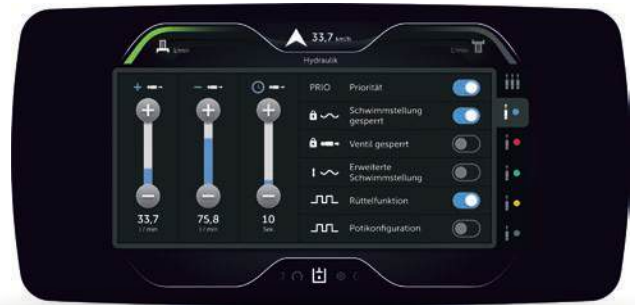 33,7 km/h
l/min
l/min
Hydraulik
PRIO Priorität
Schwimmstellung
gesperrt
Ventil gesperrt
Erweiterte
Schwimmstellung
Rüttelfunktion
Potikonfiguration
33,7
l / min
75,8
l / min
10
Sek.